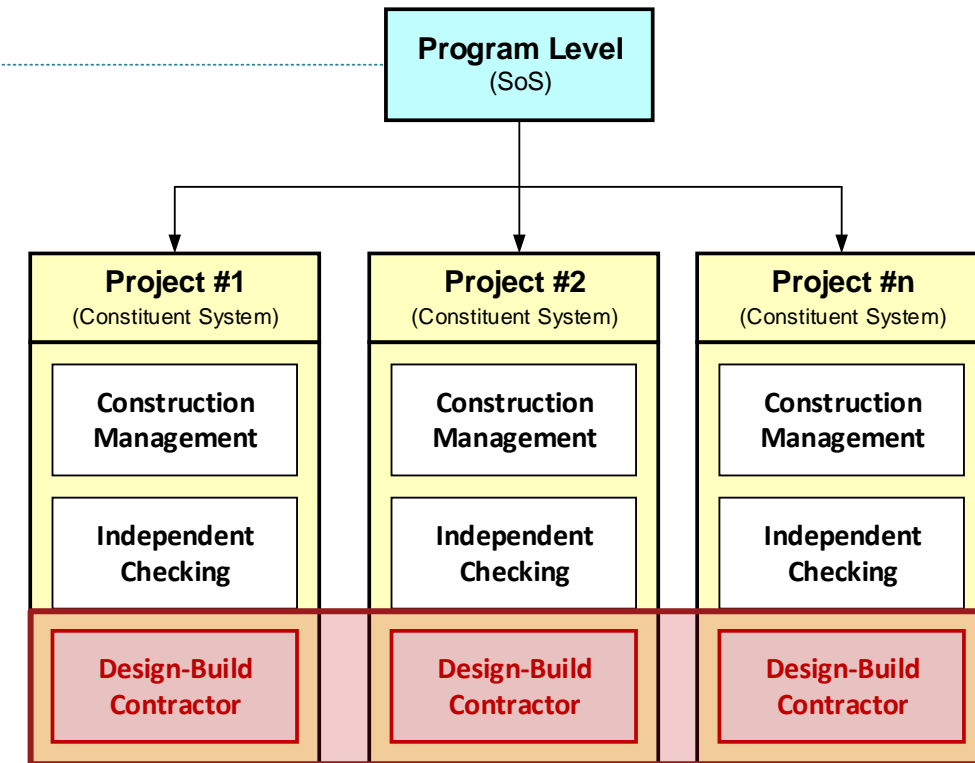 Program Level
(SoS)
Project #1
(Constituent System)
Construction
Management
Independent
Checking
Design-Build
Contractor
Project #2
(Constituent System)
Construction
Management
Independent
Checking
Design-Build
Contractor
Project #n
(Constituent System)
Construction
Management
Independent
Checking
Design-Build
Contractor